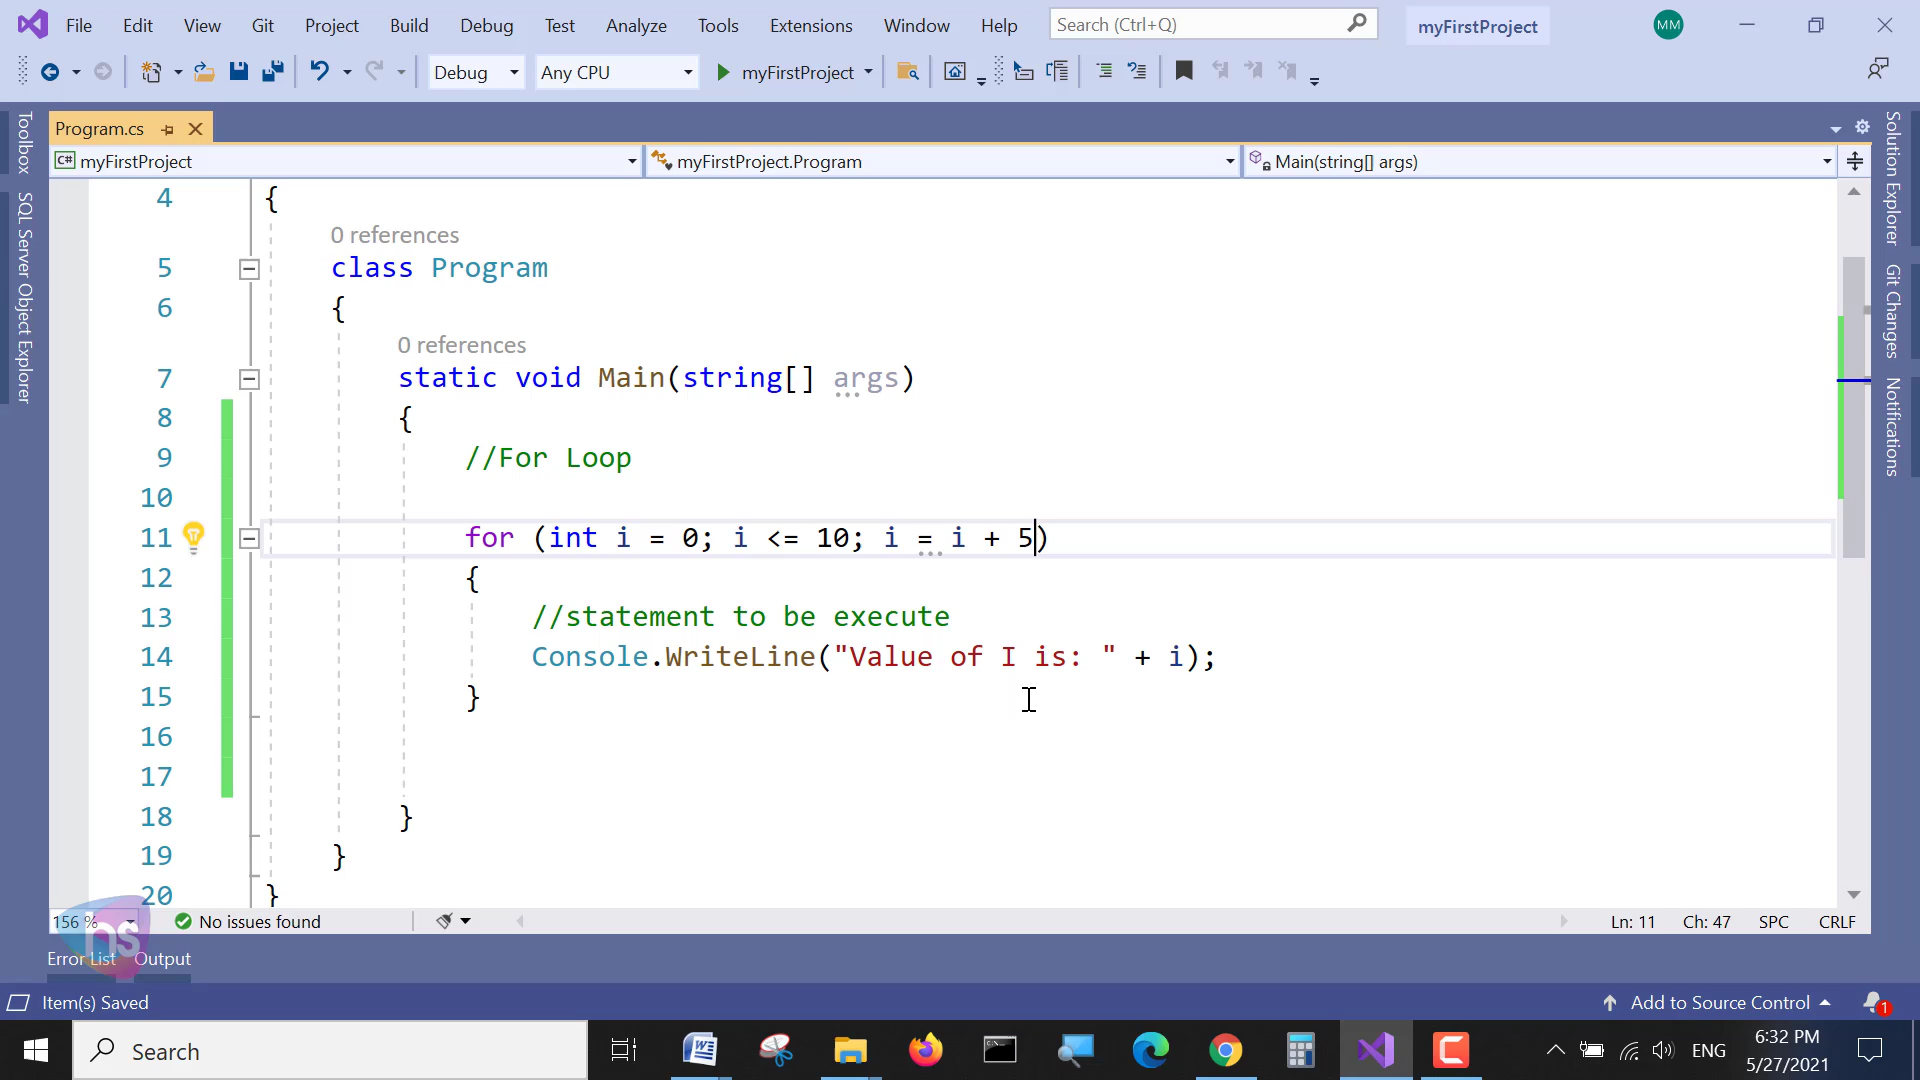 File Edit View Git Project Build Debug Test Analyze Tools Extensions Window Help Search (Ctrl+Q) myFirstProject MM
Debug Any CPU myFirstProject
Toolbox
SQL Server Object Explorer
Program.cs
C# myFirstProject myFirstProject.Program Main(string[] args)
4 {
0 references
5 class Program
6 {
0 references
7 static void Main(string[] args)
8 {
9 //For Loop
10
11 for (int i = 0; i <= 10; i = i + 5)
12 {
13 //statement to be execute
14 Console.WriteLine("Value of I is: " + i);
15 }
16
17
18 }
19 }
20 }
Solution Explorer
Git Changes
Notifications
156 % No issues found Ln: 11 Ch: 47 SPC CRLF
hs
Error List Output
Item(s) Saved Add to Source Control 1
Search ENG 6:32 PM
5/27/2021